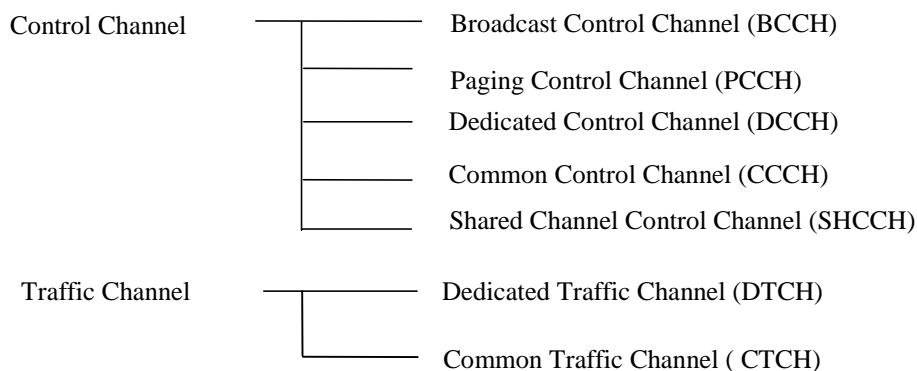 Control Channel Broadcast Control Channel (BCCH)
Paging Control Channel (PCCH)
Dedicated Control Channel (DCCH)
Common Control Channel (CCCH)
Shared Channel Control Channel (SHCCH)
Traffic Channel Dedicated Traffic Channel (DTCH)
Common Traffic Channel ( CTCH)